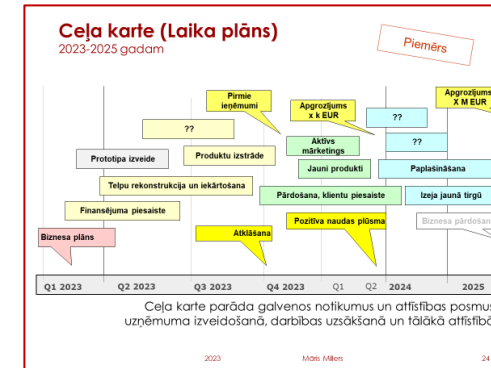 Ceļa karte (Laika plāns)
2023-2025 gadam
Piemērs
Pirmie
ieņēmumi
Apgrozījums
x k EUR
Apgrozījums
X M EUR
??
??
Aktīvs
mārketings
??
Prototipa izveide
Produktu izstrāde
Jauni produkti
Paplašināšana
Telpu rekonstrukcija un iekārtošana
Pārdošana, klientu piesaiste
Izeja jaunā tirgū
Finansējuma piesaiste
Pozitīva naudas plūsma
Biznesa pārdošan
Biznesa plāns
Atklāšana
Q1 2023
Q2 2023
Q3 2023
Q4 2023
Q1
Q2
2024
2025
Ceļa karte parāda galvenos notikumus un attīstības posmus
uzņēmuma izveidošanā, darbības uzsākšanā un tālākā attīstībā
2023
Māris Millers
24